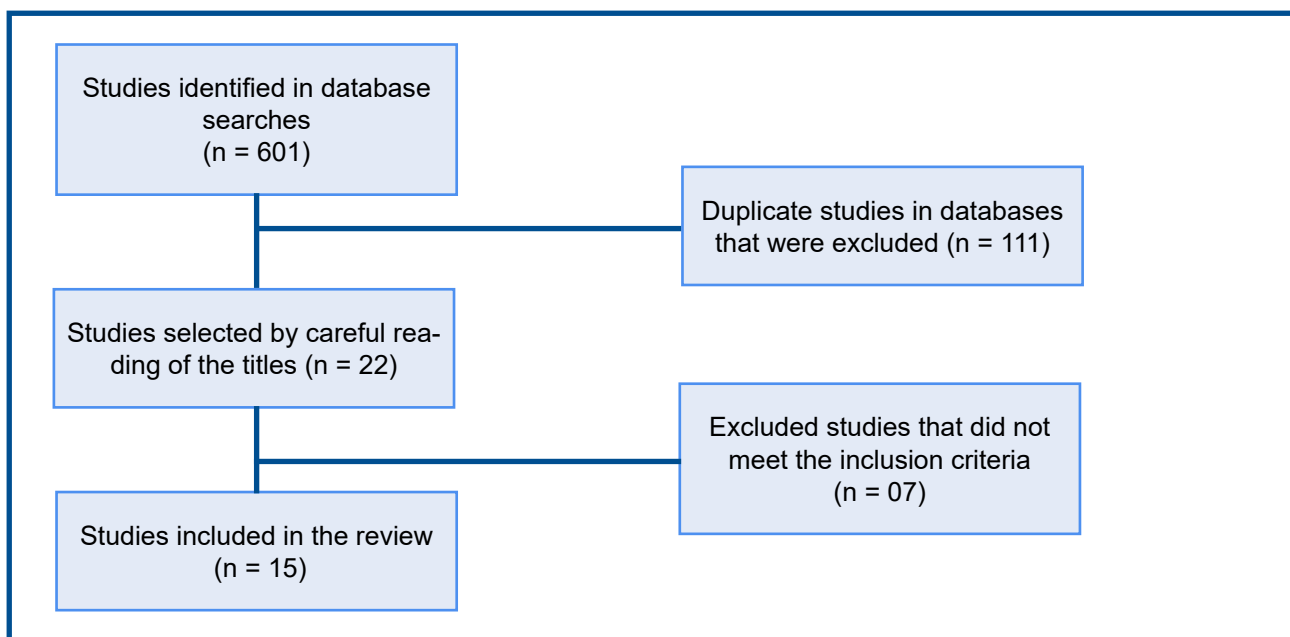 Studies identified in database
searches
(n = 601)
Duplicate studies in databases
that were excluded (n = 111)
Studies selected by careful rea-
ding of the titles (n = 22)
Excluded studies that did not
meet the inclusion criteria
(n = 07)
Studies included in the review
(n = 15)